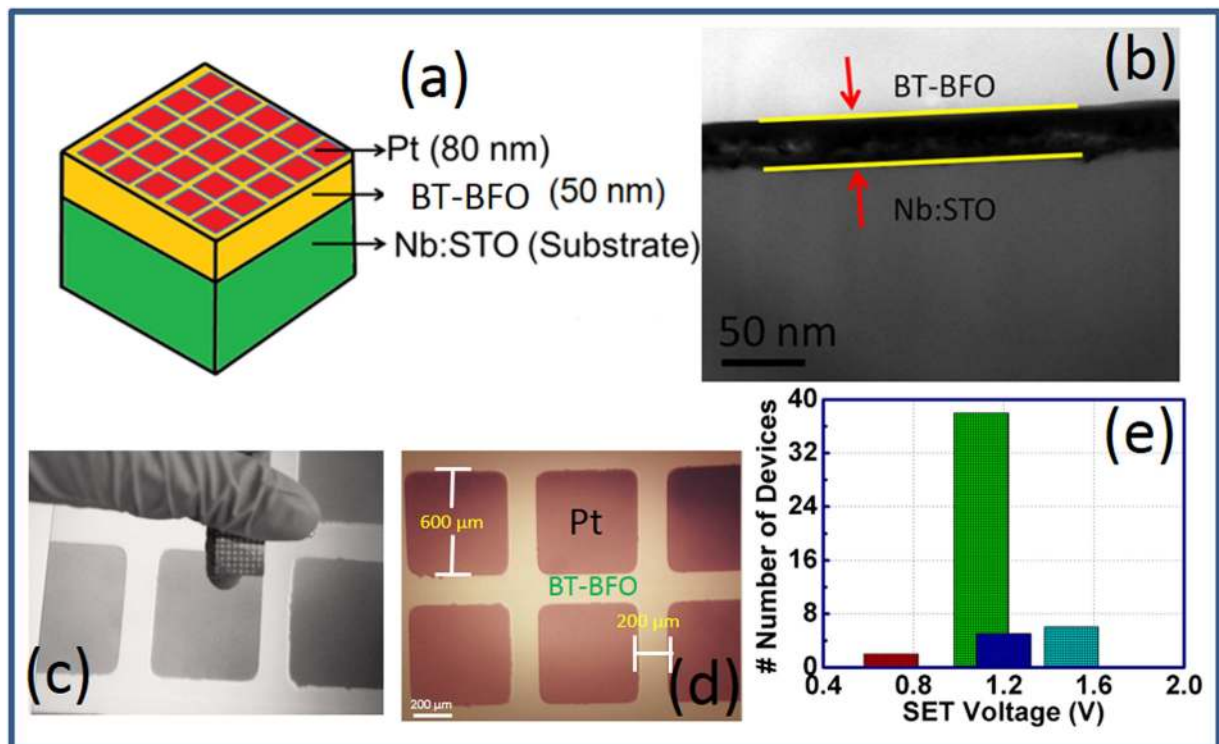 (a)
Pt (80 nm)
BT-BFO (50 nm)
Nb:STO (Substrate)
(b)
BT-BFO
Nb:STO
50 nm
(c)
600 µm
Pt
BT-BFO
200 µm
200 µm
(d)
(e)
# Number of Devices
40
32
24
16
8
0
0.4 0.8 1.2 1.6 2.0
SET Voltage (V)